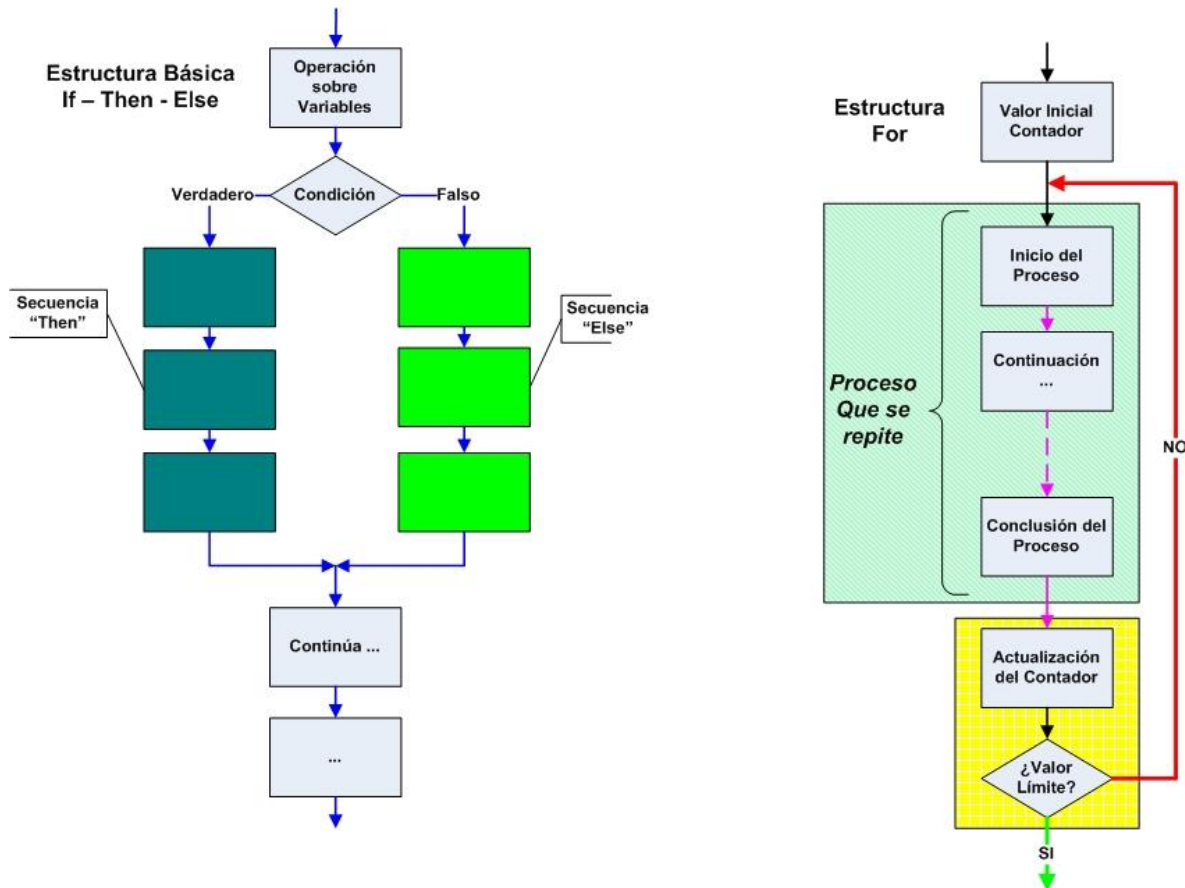 Estructura Básica
If – Then - Else
Operación
sobre
Variables
Condición
Verdadero
Falso
Secuencia
“Then”
Secuencia
“Else”
Continúa ...
...
Estructura
For
Valor Inicial
Contador
Inicio del
Proceso
Continuación
...
Proceso
Que se
repite
Conclusión del
Proceso
NO
Actualización
del Contador
¿Valor
Límite?
SI